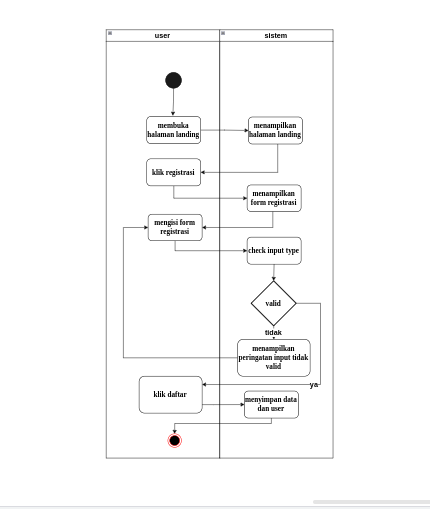 user
sistem
membuka
halaman landing
menampilkan
halaman landing
klik registrasi
menampilkan
form registrasi
mengisi form
registrasi
check input type
valid
tidak
menampilkan
peringatan input tidak
valid
ya
klik daftar
menyimpan data
dan user